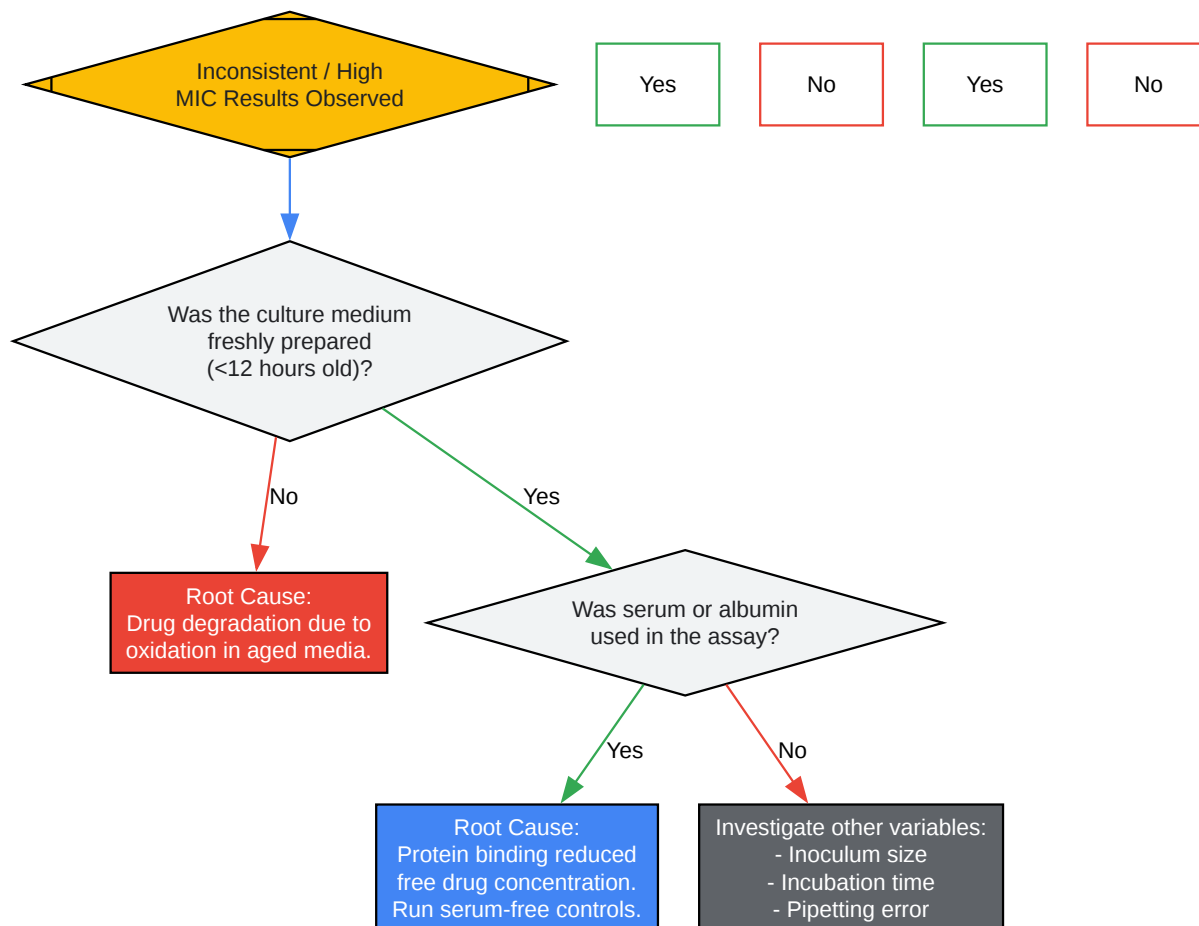 Inconsistent / High
MIC Results Observed
Yes
No
Yes
No
Was the culture medium
freshly prepared
(<12 hours old)?
No
Yes
Root Cause:
Drug degradation due to
oxidation in aged media.
Was serum or albumin
used in the assay?
Yes
No
Root Cause:
Protein binding reduced
free drug concentration.
Run serum-free controls.
Investigate other variables:
- Inoculum size
- Incubation time
- Pipetting error